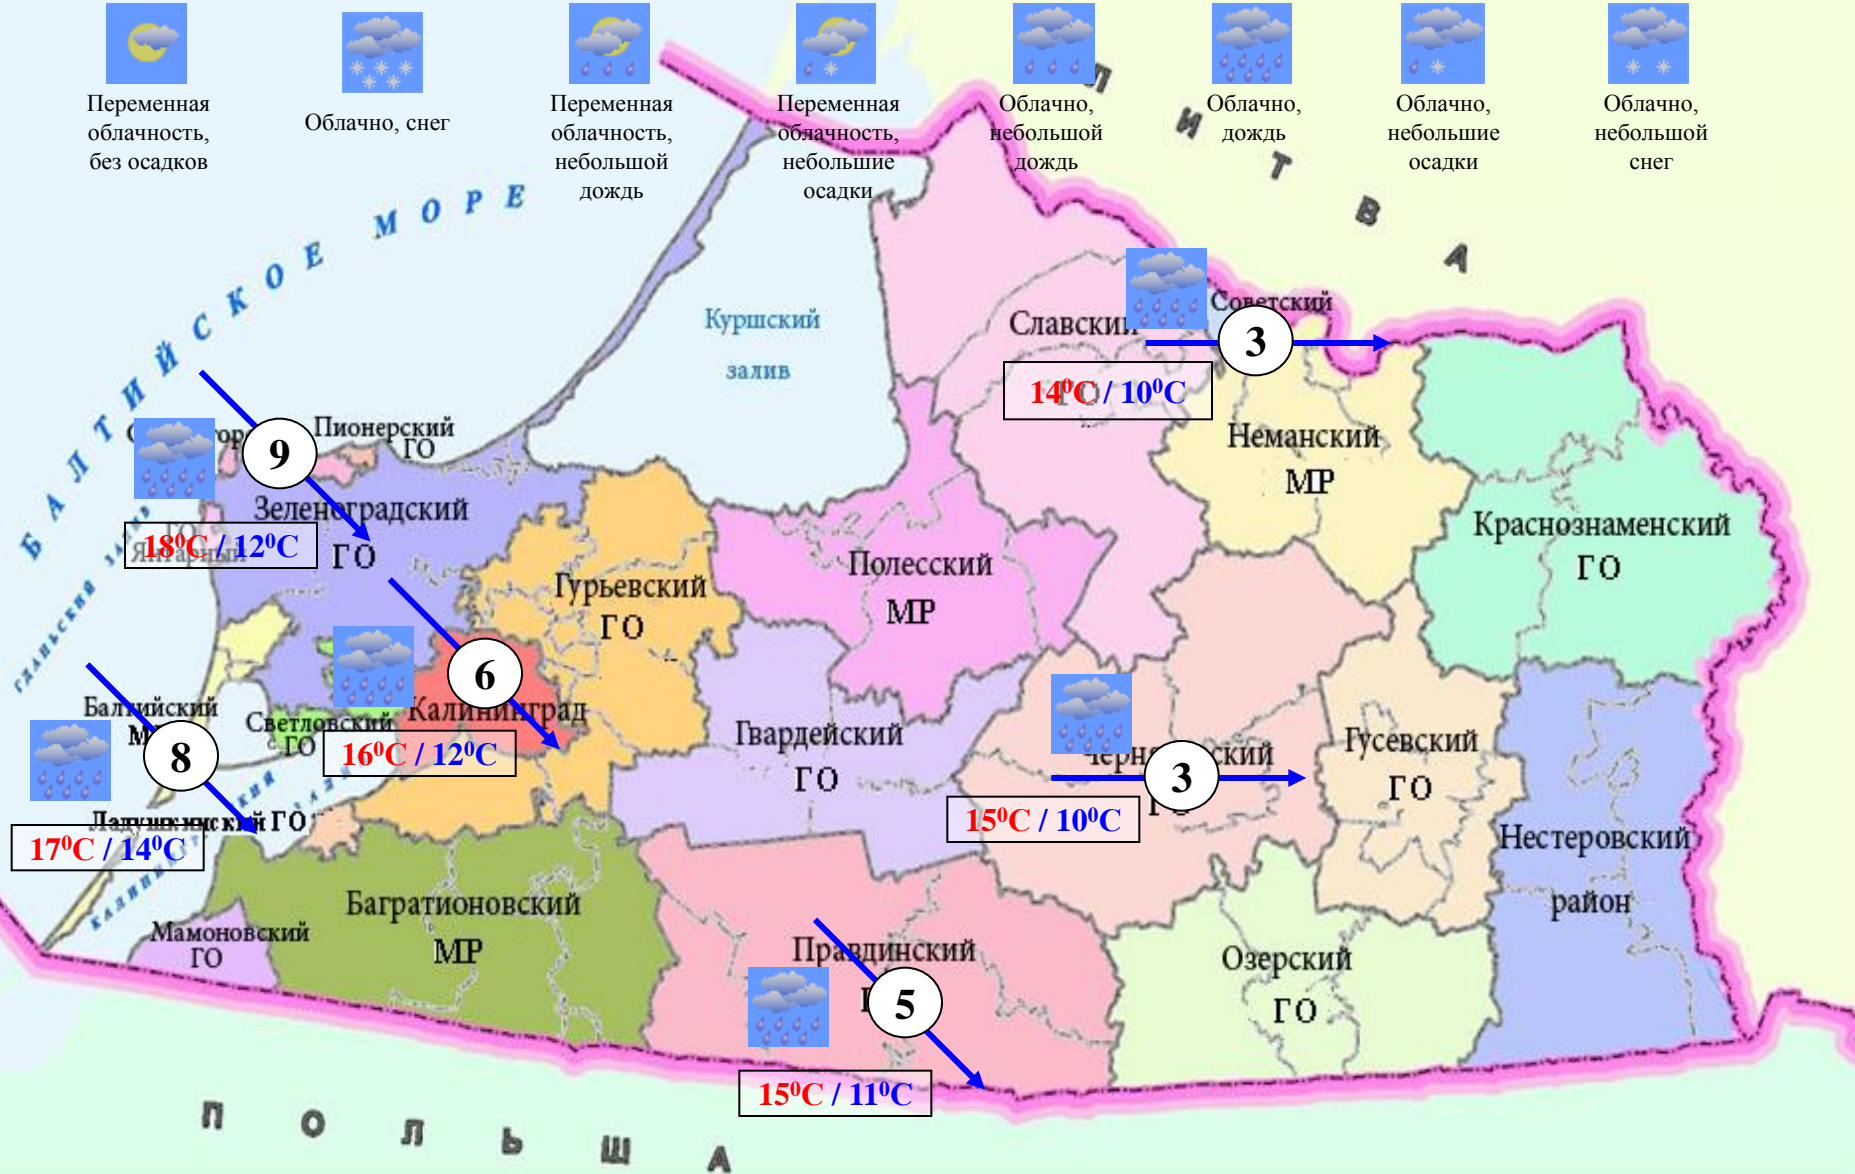 Переменная
облачность,
без осадков
Облачно, снег
Переменная
облачность,
небольшой
дождь
Переменная
облачность,
небольшие
осадки
Облачно,
небольшой
дождь
Облачно,
дождь
Облачно,
небольшие
осадки
Облачно,
небольшой
снег
ЛИТВА
БАЛТИЙСКОЕ МОРЕ
Куршский
залив
Советский
Славский
3
14⁰C / 10⁰C
Неманский
МР
Краснознаменский
ГО
Пионерский
ГО
9
Зеленоградский
ГО
ГО
Янтарный
18⁰C / 12⁰C
Гурьевский
ГО
Полесский
МР
6
Калининград
16⁰C / 12⁰C
Балтийский
Светловский
ГО
8
Ладушкинский ГО
17⁰C / 14⁰C
Гвардейский
ГО
3
15⁰C / 10⁰C
Гусевский
ГО
Нестеровский
район
Багратионовский
МР
Мамоновский
ГО
Правдинский
5
15⁰C / 11⁰C
Озерский
ГО
ПОЛЬША